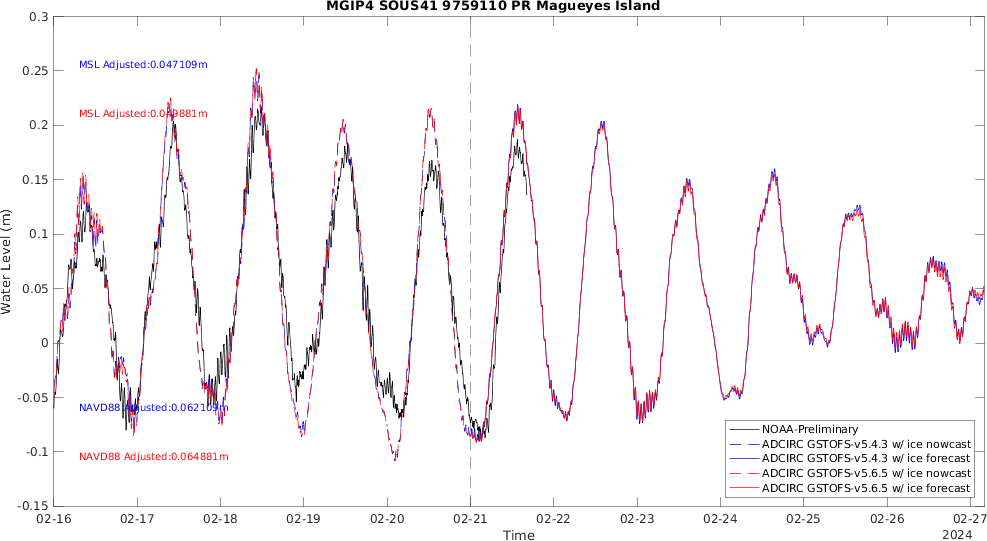 MGIP4 SOUS41 9759110 PR Magueyes Island
0.3
0.25
0.2
0.15
0.1
0.05
0
-0.05
-0.1
-0.15
Water Level (m)
MSL Adjusted:0.047109m
MSL Adjusted:0.049881m
NAVD88 Adjusted:0.062109m
NAVD88 Adjusted:0.064881m
NOAA-Preliminary
ADCIRC GSTOFS-v5.4.3 w/ ice nowcast
ADCIRC GSTOFS-v5.4.3 w/ ice forecast
ADCIRC GSTOFS-v5.6.5 w/ ice nowcast
ADCIRC GSTOFS-v5.6.5 w/ ice forecast
02-16 02-17 02-18 02-19 02-20 02-21 02-22 02-23 02-24 02-25 02-26 02-27
Time
2024